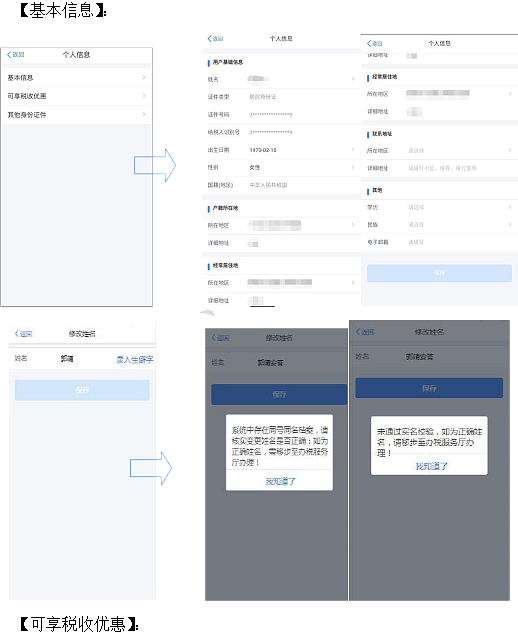 【基本信息】:
返回 个人信息
基本信息
可享税收优惠
其他身份证件
返回 个人信息
用户基础信息
姓名
证件类型 居民身份证
证件号码 3****************9
纳税人识别号 3****************9
出生日期 1970-02-10
性别 女性
国籍(地区) 中华人民共和国
户籍所在地
所在地区
详细地址
经常居住地
所在地区
详细地址
返回 个人信息
详细地址
经常居住地
所在地区
详细地址
联系地址
所在地区 请选择
详细地址 请填写小区、楼栋、单元室等
其他
学历 请选择
民族 请选择
电子邮箱 请填写
保存
返回 修改姓名
姓名 郭靖 录入生僻字
保存
返回 修改姓名
姓名 郭靖安答
保存
系统中存在同号同名档案，请
核实变更姓名是否正确；如为
正确姓名，需移步至办税服务
厅办理！
我知道了
返回 修改姓名
姓名 郭靖安答
保存
未通过实名校验，如为正确姓
名，请移步至办税服务厅办
理！
我知道了
【可享税收优惠】: